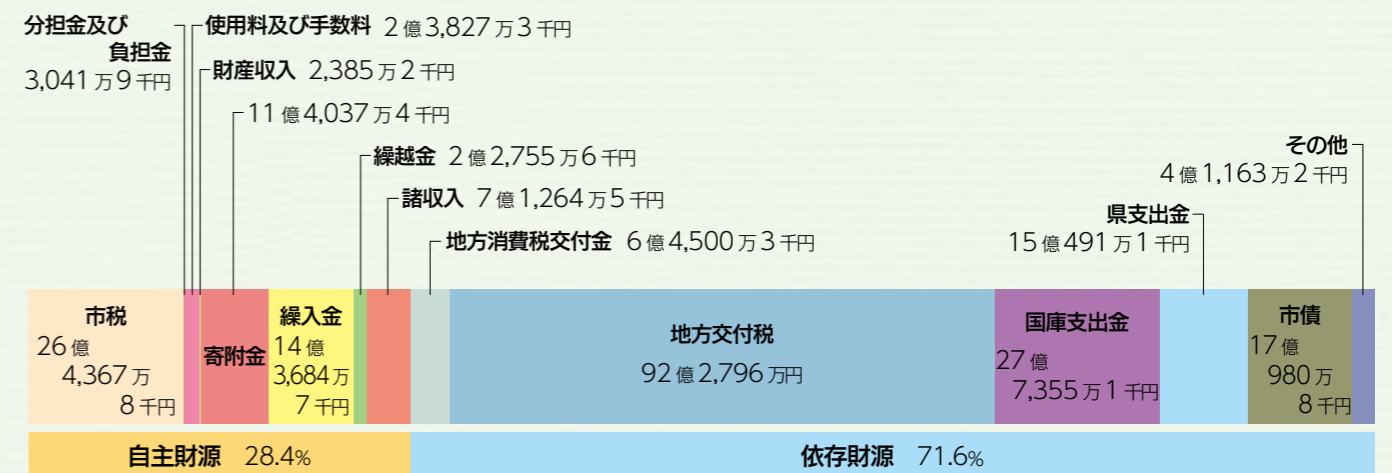 分担金及び
負担金
3,041万9千円
使用料及び手数料 2億3,827万3千円
財産収入 2,385万2千円
11億4,037万4千円
繰越金 2億2,755万6千円
諸収入 7億1,264万5千円
地方消費税交付金 6億4,500万3千円
その他
4億1,163万2千円
県支出金
15億491万1千円
市税
26億
4,367万
8千円
寄附金
繰入金
14億
3,684万
7千円
地方交付税
92億2,796万円
国庫支出金
27億
7,355万1千円
市債
17億
980万
8千円
自主財源 28.4%
依存財源 71.6%